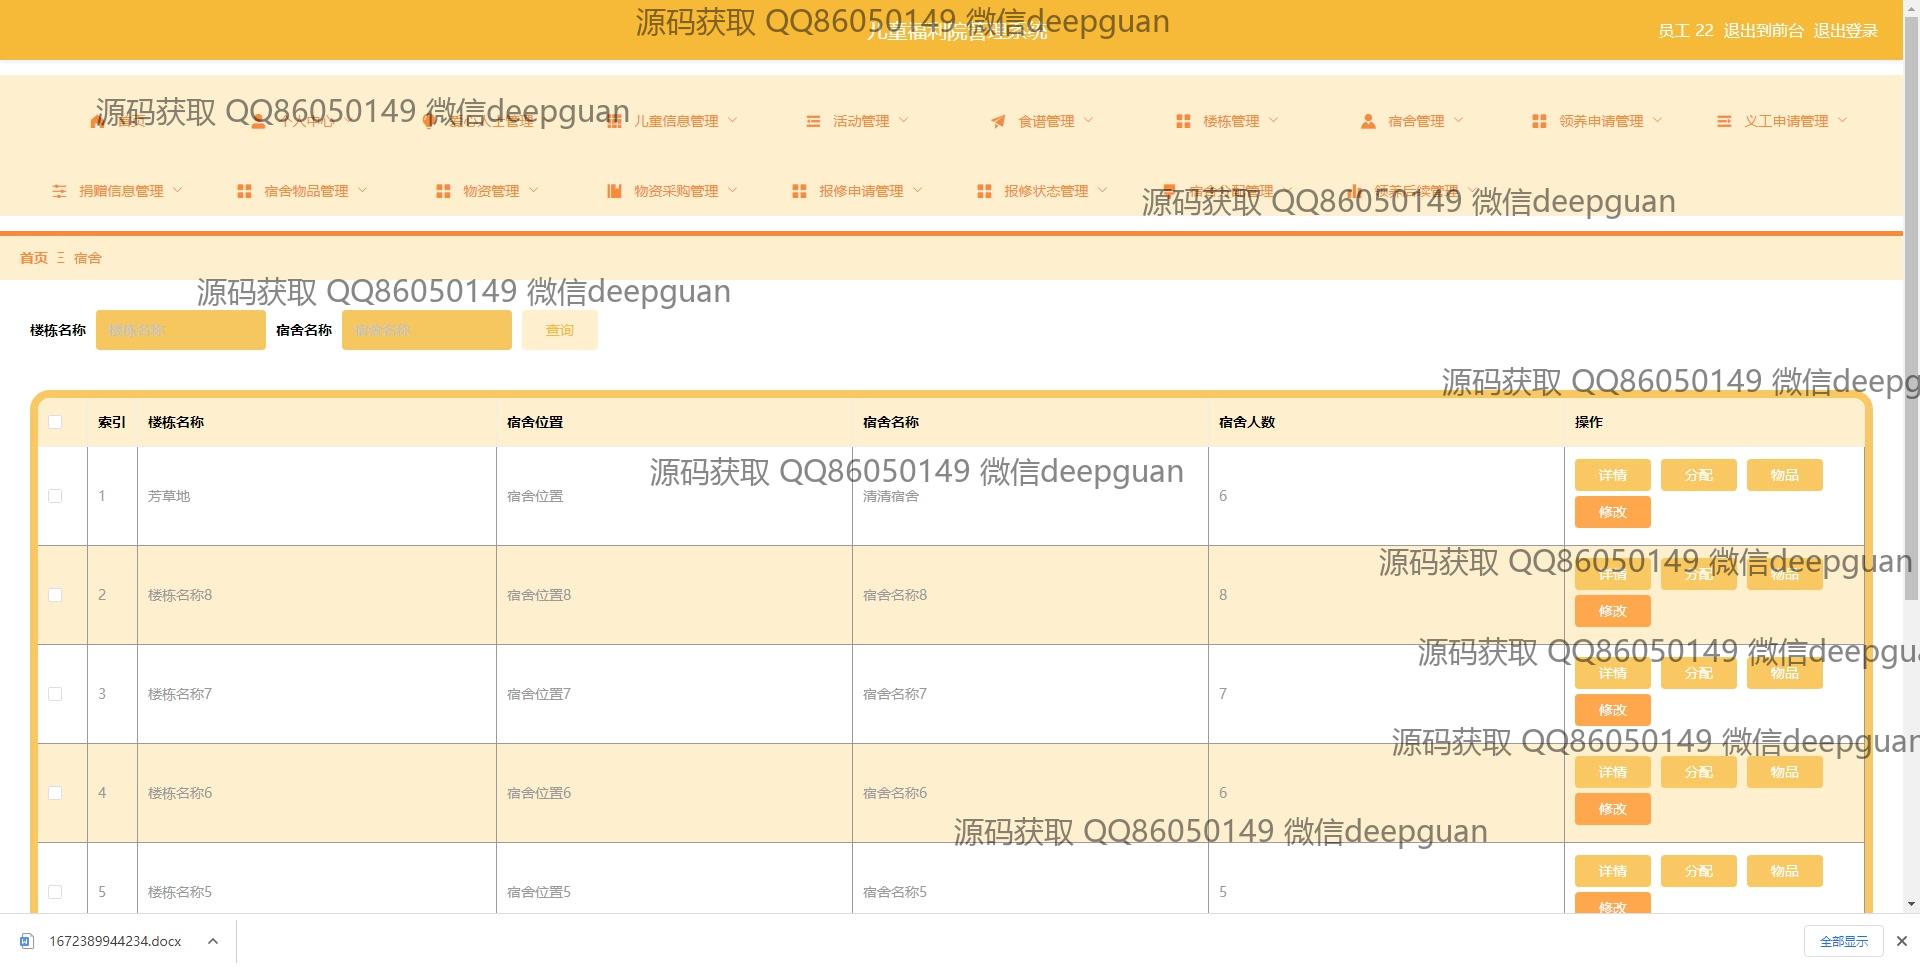 源码获取 QQ86050149 微信deepguan
儿童福利院管理系统
员工 22 退出到前台 退出登录
源码获取 QQ86050149 微信deepguan
首页 个人中心 爱心人士管理 儿童信息管理 活动管理 食谱管理 楼栋管理 宿舍管理 领养申请管理 义工申请管理
捐赠信息管理 宿舍物品管理 物资管理 物资采购管理 报修申请管理 报修状态管理 宿舍分配管理 领养后续管理
源码获取 QQ86050149 微信deepguan
首页 Ξ 宿舍
源码获取 QQ86050149 微信deepguan
楼栋名称 楼栋名称 宿舍名称 宿舍名称 查询
源码获取 QQ86050149 微信deepg
索引 楼栋名称 宿舍位置 宿舍名称 宿舍人数 操作
源码获取 QQ86050149 微信deepguan
1 芳草地 宿舍位置 清清宿舍 6 详情 分配 物品
修改
源码获取 QQ86050149 微信deepguan
2 楼栋名称8 宿舍位置8 宿舍名称8 8 详情 分配 物品
修改
源码获取 QQ86050149 微信deepgua
3 楼栋名称7 宿舍位置7 宿舍名称7 7 详情 分配 物品
修改
源码获取 QQ86050149 微信deepguan
4 楼栋名称6 宿舍位置6 宿舍名称6 6 详情 分配 物品
修改
源码获取 QQ86050149 微信deepguan
5 楼栋名称5 宿舍位置5 宿舍名称5 5 详情 分配 物品
修改
1672389944234.docx
全部显示